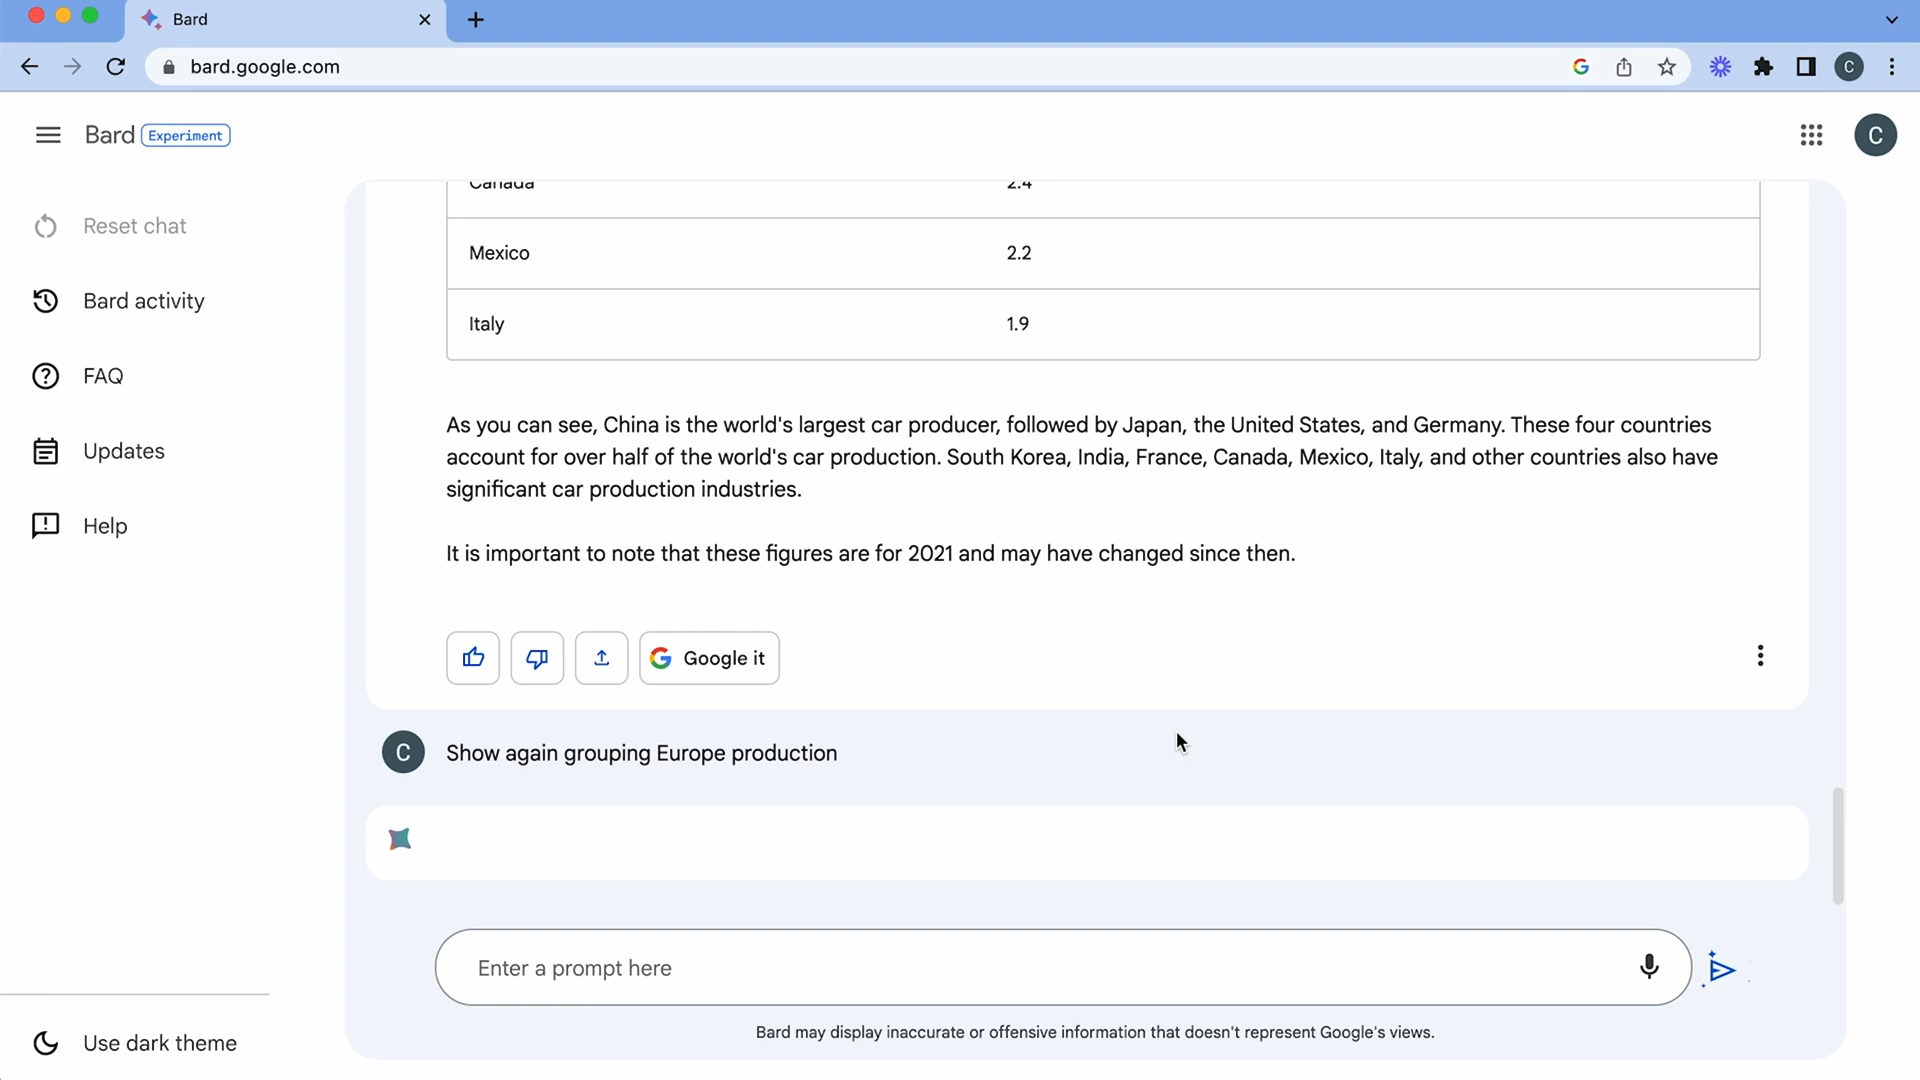 Bard
bard.google.com
C
Bard Experiment
C
Reset chat
Bard activity
FAQ
Updates
Help
Use dark theme
Canada 2.4
Mexico 2.2
Italy 1.9
As you can see, China is the world's largest car producer, followed by Japan, the United States, and Germany. These four countries
account for over half of the world's car production. South Korea, India, France, Canada, Mexico, Italy, and other countries also have
significant car production industries.
It is important to note that these figures are for 2021 and may have changed since then.
G Google it
C Show again grouping Europe production
Enter a prompt here
Bard may display inaccurate or offensive information that doesn't represent Google's views.